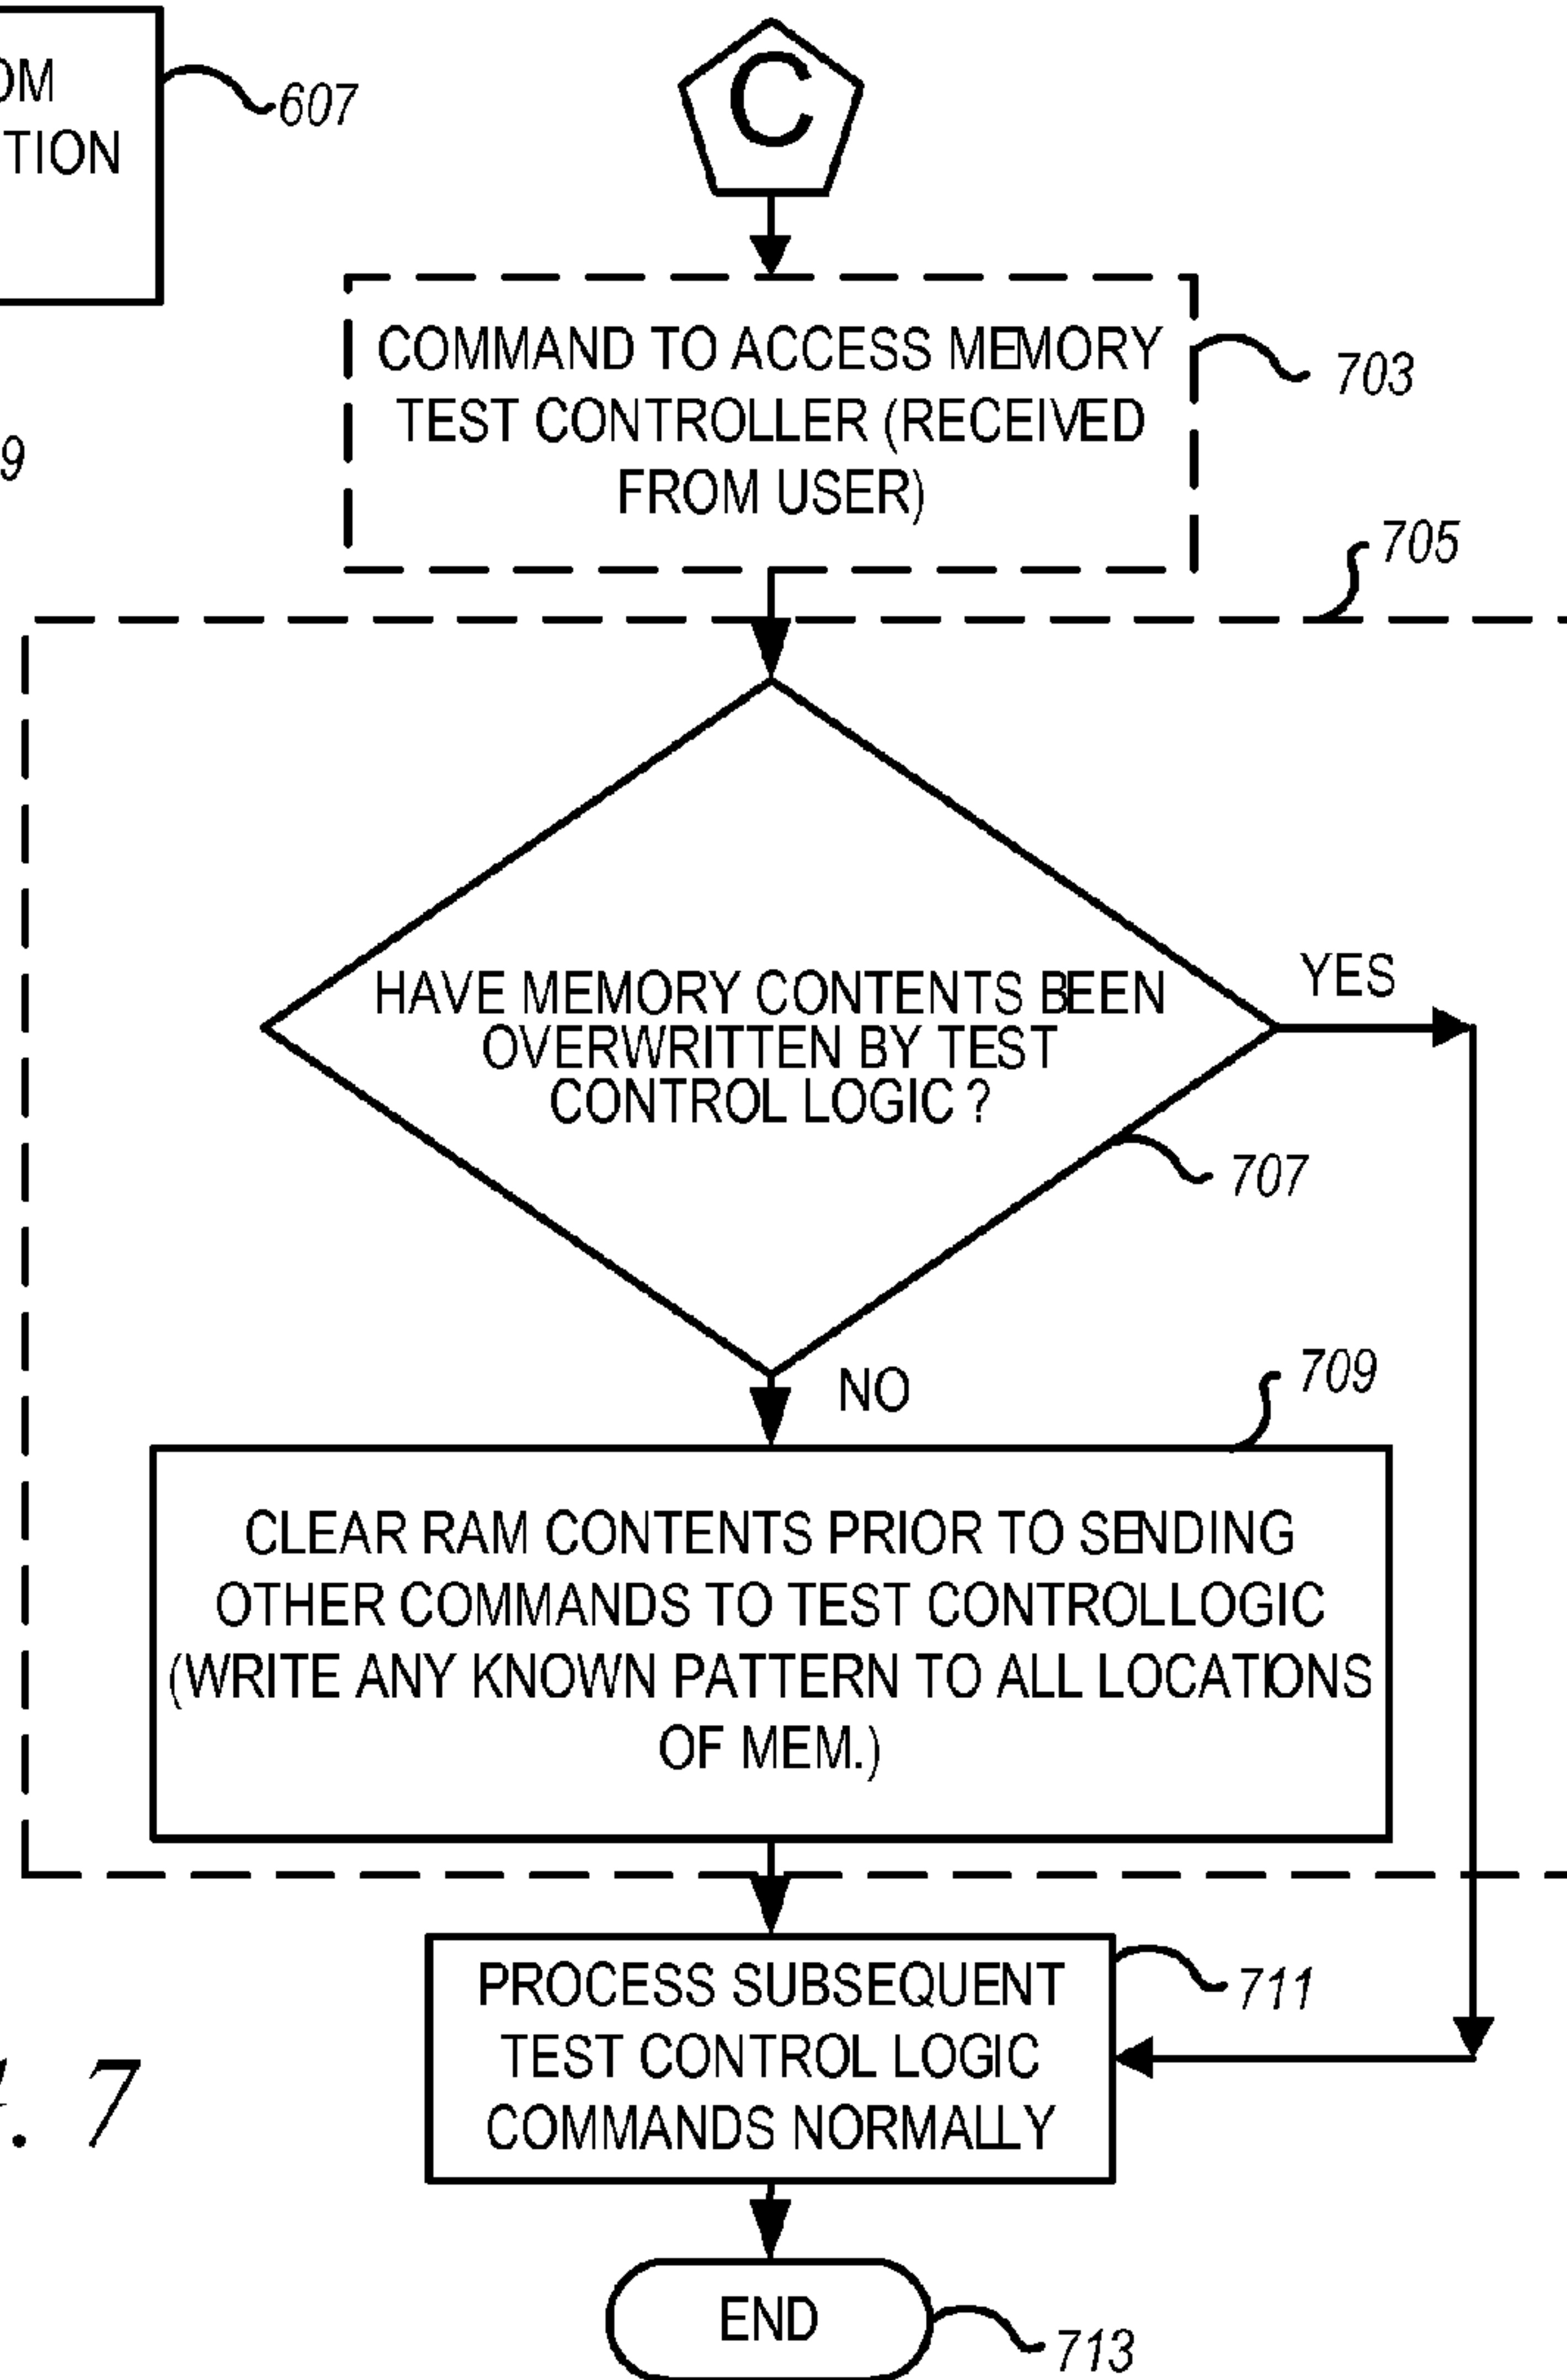 607
TION
C
COMMAND TO ACCESS MEMORY
TEST CONTROLLER (RECEIVED
FROM USER)
703
9
705
HAVE MEMORY CONTENTS BEEN
OVERWRITTEN BY TEST
CONTROL LOGIC ?
YES
707
NO
709
CLEAR RAM CONTENTS PRIOR TO SENDING
OTHER COMMANDS TO TEST CONTROLLOGIC
(WRITE ANY KNOWN PATTERN TO ALL LOCATIONS
OF MEM.)
PROCESS SUBSEQUENT
TEST CONTROL LOGIC
COMMANDS NORMALLY
711
. 7
END
713